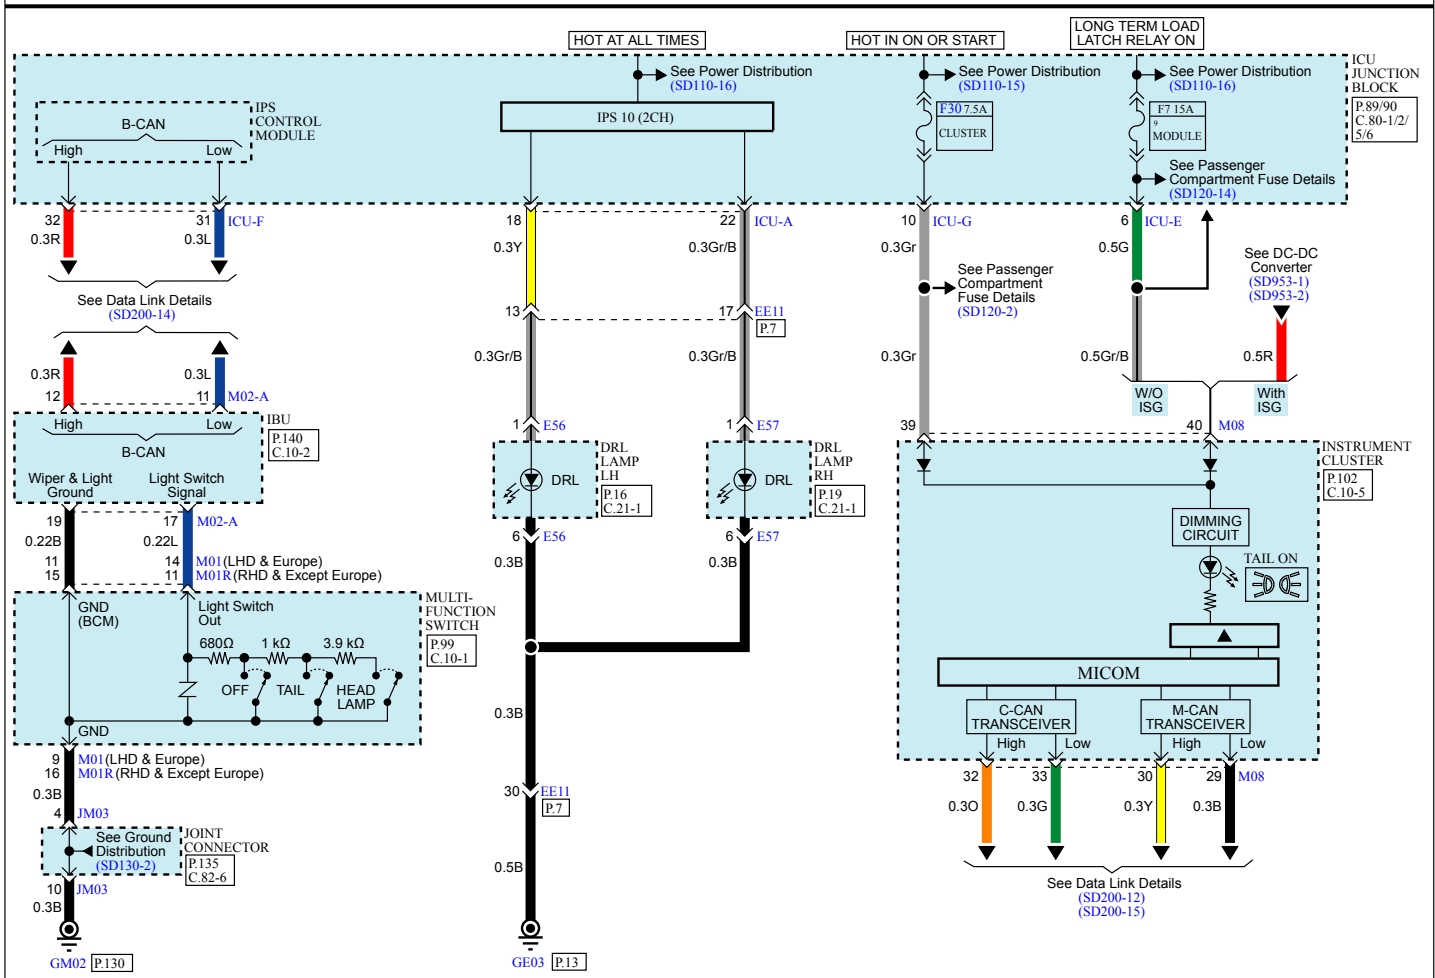 HOT AT ALL TIMES
HOT IN ON OR START
LONG TERM LOAD
LATCH RELAY ON
See Power Distribution
(SD110-16)
See Power Distribution
(SD110-15)
See Power Distribution
(SD110-16)
ICU
JUNCTION
BLOCK
P.89/90
C.80-1/2/
5/6
IPS
CONTROL
MODULE
B-CAN
High
Low
IPS 10 (2CH)
F30 7.5A
CLUSTER
F7 15A
9
MODULE
See Passenger
Compartment Fuse Details
(SD120-14)
32
31
ICU-F
18
22
ICU-A
10
ICU-G
6
ICU-E
0.3R
0.3L
0.3Y
0.3Gr/B
0.3Gr
0.5G
See Data Link Details
(SD200-14)
See Passenger
Compartment
Fuse Details
(SD120-2)
See DC-DC
Converter
(SD953-1)
(SD953-2)
13
17
EE11
P.7
0.3R
0.3L
0.3Gr/B
0.3Gr/B
0.3Gr
0.5Gr/B
0.5R
12
11
M02-A
W/O
ISG
With
ISG
High
Low
B-CAN
Wiper & Light
Ground
Light Switch
Signal
IBU
P.140
C.10-2
1
E56
1
E57
39
40
M08
DRL
DRL
LAMP
LH
P.16
C.21-1
DRL
DRL
LAMP
RH
P.19
C.21-1
INSTRUMENT
CLUSTER
P.102
C.10-5
19
17
M02-A
0.22B
0.22L
11
14
M01(LHD & Europe)
15
11
M01R(RHD & Except Europe)
6
E56
6
E57
0.3B
0.3B
DIMMING
CIRCUIT
TAIL ON
GND
(BCM)
Light Switch
Out
680Ω
1 kΩ
3.9 kΩ
OFF
TAIL
HEAD
LAMP
GND
MULTI-
FUNCTION
SWITCH
P.99
C.10-1
MICOM
C-CAN
TRANSCEIVER
M-CAN
TRANSCEIVER
High
Low
High
Low
0.3B
9
M01(LHD & Europe)
16
M01R(RHD & Except Europe)
0.3B
4
JM03
30
EE11
P.7
32
33
30
29
M08
0.3O
0.3G
0.3Y
0.3B
See Ground
Distribution
(SD130-2)
JOINT
CONNECTOR
P.135
C.82-6
10
JM03
0.3B
0.5B
See Data Link Details
(SD200-12)
(SD200-15)
GM02
P.130
GE03
P.13